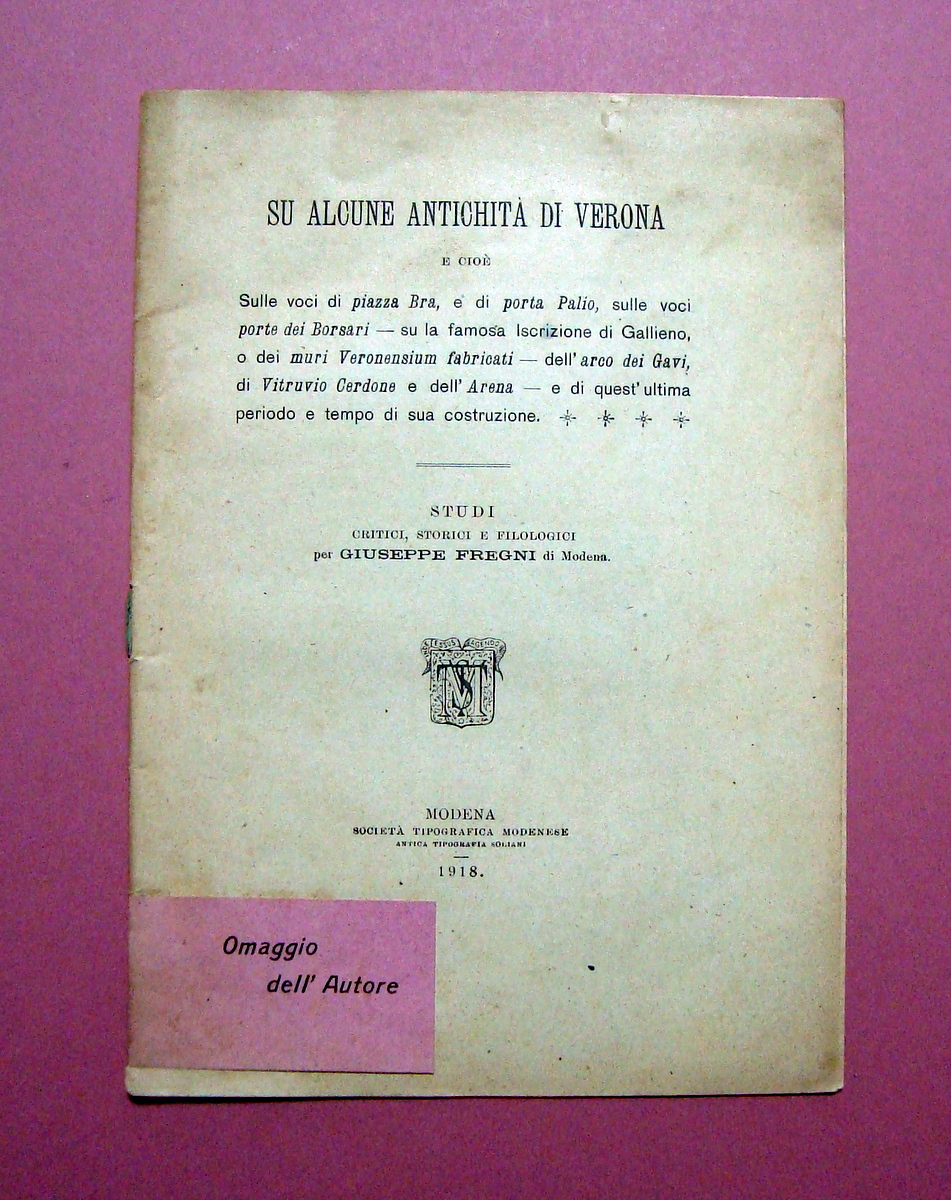 SU ALCUNE ANTICHITÀ DI VERONA
E CIOÈ
Sulle voci di piazza Bra, e di porta Palio, sulle voci
porte dei Borsari — su la famosa Iscrizione di Gallieno,
o dei muri Veronensium fabricati — dell' arco dei Gavi,
di Vitruvio Cerdone e dell' Arena — e di quest' ultima
periodo e tempo di sua costruzione.
STUDI
CRITICI, STORICI E FILOLOGICI
per GIUSEPPE FREGNI di Modena.
MODENA
SOCIETÀ TIPOGRAFICA MODENESE
ANTICA TIPOGRAFIA SOLIANI
1918.
Omaggio
dell' Autore